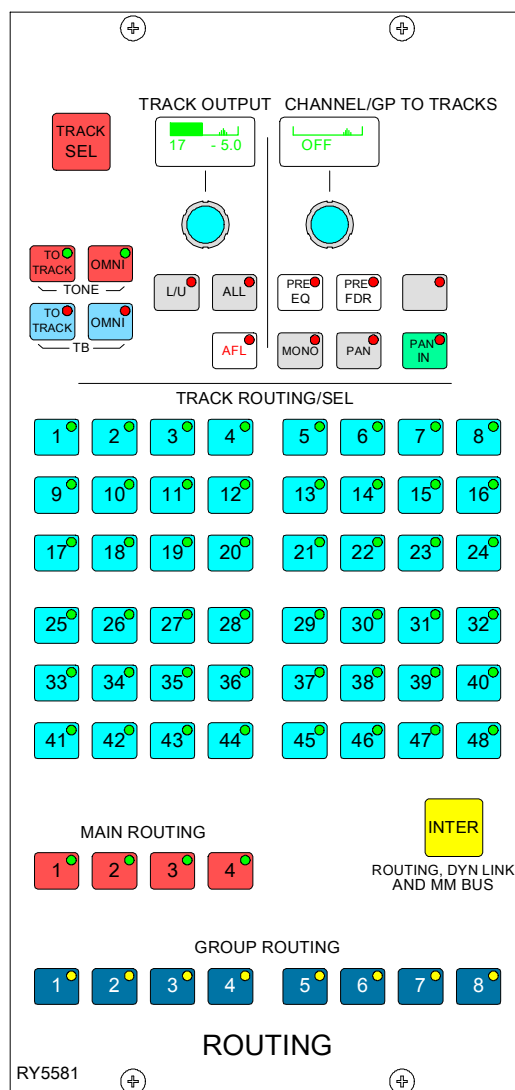 TRACK OUTPUT
CHANNEL/GP TO TRACKS
TRACK
SEL
17 - 5.0
OFF
TO
TRACK
OMNI
TONE
TO
TRACK
OMNI
TB
L/U
ALL
PRE
EQ
PRE
FDR
AFL
MONO
PAN
PAN
IN
TRACK ROUTING/SEL
1 2 3 4 5 6 7 8
9 10 11 12 13 14 15 16
17 18 19 20 21 22 23 24
25 26 27 28 29 30 31 32
33 34 35 36 37 38 39 40
41 42 43 44 45 46 47 48
MAIN ROUTING
1 2 3 4
INTER
ROUTING, DYN LINK
AND MM BUS
GROUP ROUTING
1 2 3 4 5 6 7 8
ROUTING
RY5581